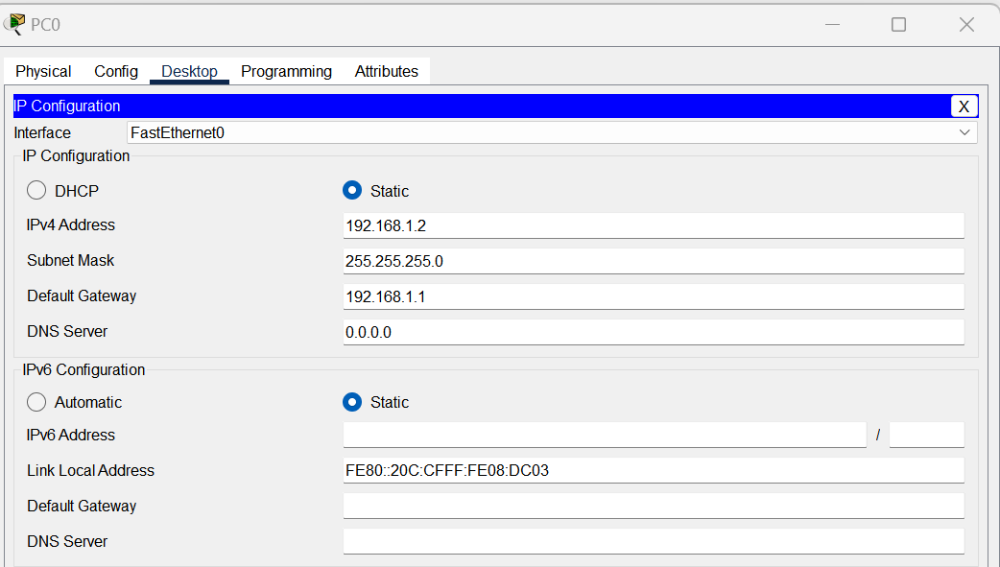 PC0
Physical Config Desktop Programming Attributes
IP Configuration X
Interface FastEthernet0
IP Configuration
DHCP Static
IPv4 Address 192.168.1.2
Subnet Mask 255.255.255.0
Default Gateway 192.168.1.1
DNS Server 0.0.0.0
IPv6 Configuration
Automatic Static
IPv6 Address /
Link Local Address FE80::20C:CFFF:FE08:DC03
Default Gateway
DNS Server